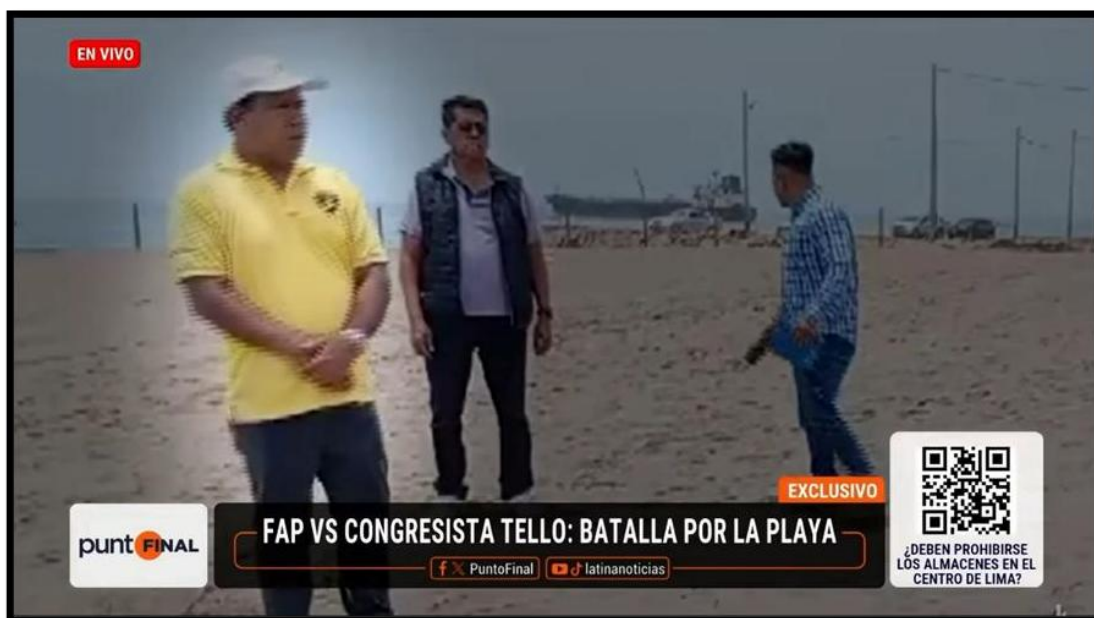 EN VIVO
EXCLUSIVO
FAP VS CONGRESISTA TELLO: BATALLA POR LA PLAYA
PuntoFinal
latinanoticias
punto FINAL
¿DEBEN PROHIBIRSE
LOS ALMACENES EN EL
CENTRO DE LIMA?